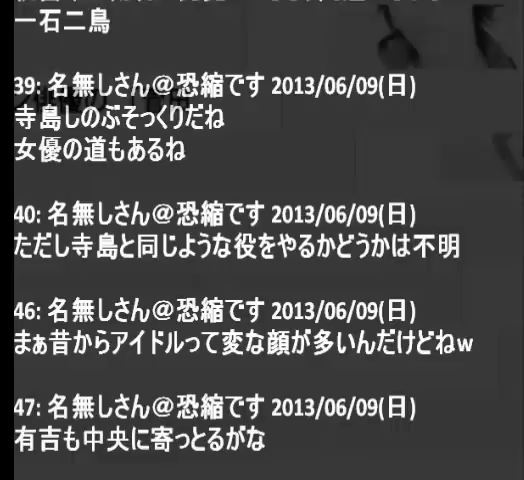 一石二鳥
39: 名無しさん@恐縮です 2013/06/09(日)
寺島しのぶそっくりだね
女優の道もあるね
40: 名無しさん@恐縮です 2013/06/09(日)
ただし寺島と同じような役をやるかどうかは不明
46: 名無しさん@恐縮です 2013/06/09(日)
まぁ昔からアイドルって変な顔が多いんだけどねw
47: 名無しさん@恐縮です 2013/06/09(日)
有吉も中央に寄っとるがな